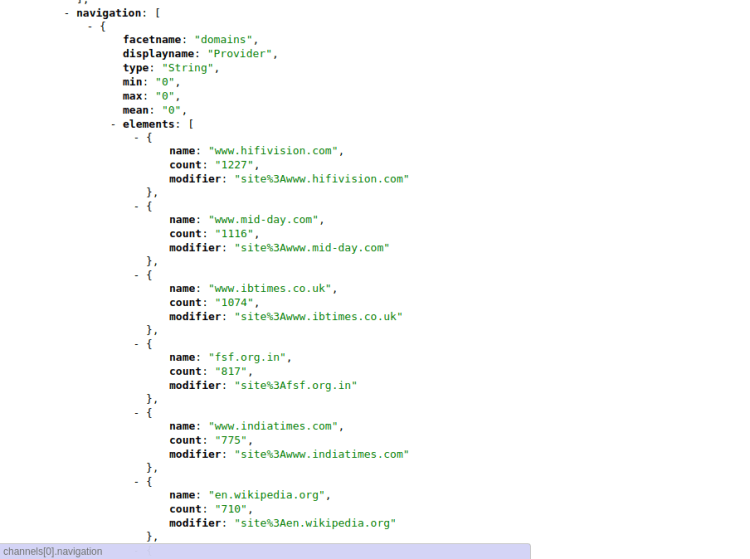 ],
- navigation: [
- {
facetname: "domains",
displayname: "Provider",
type: "String",
min: "0",
max: "0",
mean: "0",
- elements: [
- {
name: "www.hifivision.com",
count: "1227",
modifier: "site%3Awww.hifivision.com"
},
- {
name: "www.mid-day.com",
count: "1116",
modifier: "site%3Awww.mid-day.com"
},
- {
name: "www.ibtimes.co.uk",
count: "1074",
modifier: "site%3Awww.ibtimes.co.uk"
},
- {
name: "fsf.org.in",
count: "817",
modifier: "site%3Afsf.org.in"
},
- {
name: "www.indiatimes.com",
count: "775",
modifier: "site%3Awww.indiatimes.com"
},
- {
name: "en.wikipedia.org",
count: "710",
modifier: "site%3Aen.wikipedia.org"
},
channels[0].navigation